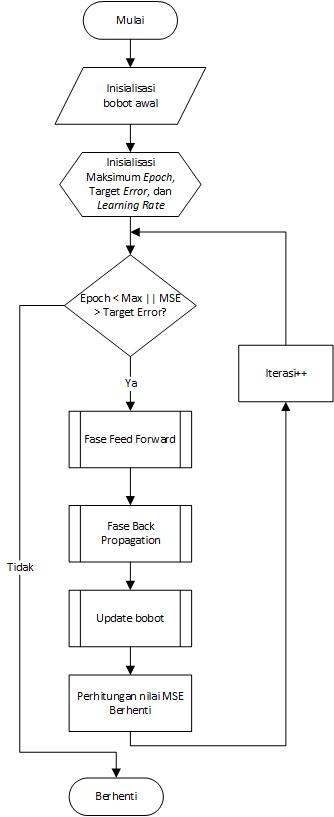 Mulai
Inisialisasi
bobot awal
Inisialisasi
Maksimum Epoch,
Target Error, dan
Learning Rate
Epoch < Max || MSE
> Target Error?
Ya
Iterasi++
Fase Feed Forward
Fase Back
Propagation
Tidak
Update bobot
Perhitungan nilai MSE
Berhenti
Berhenti